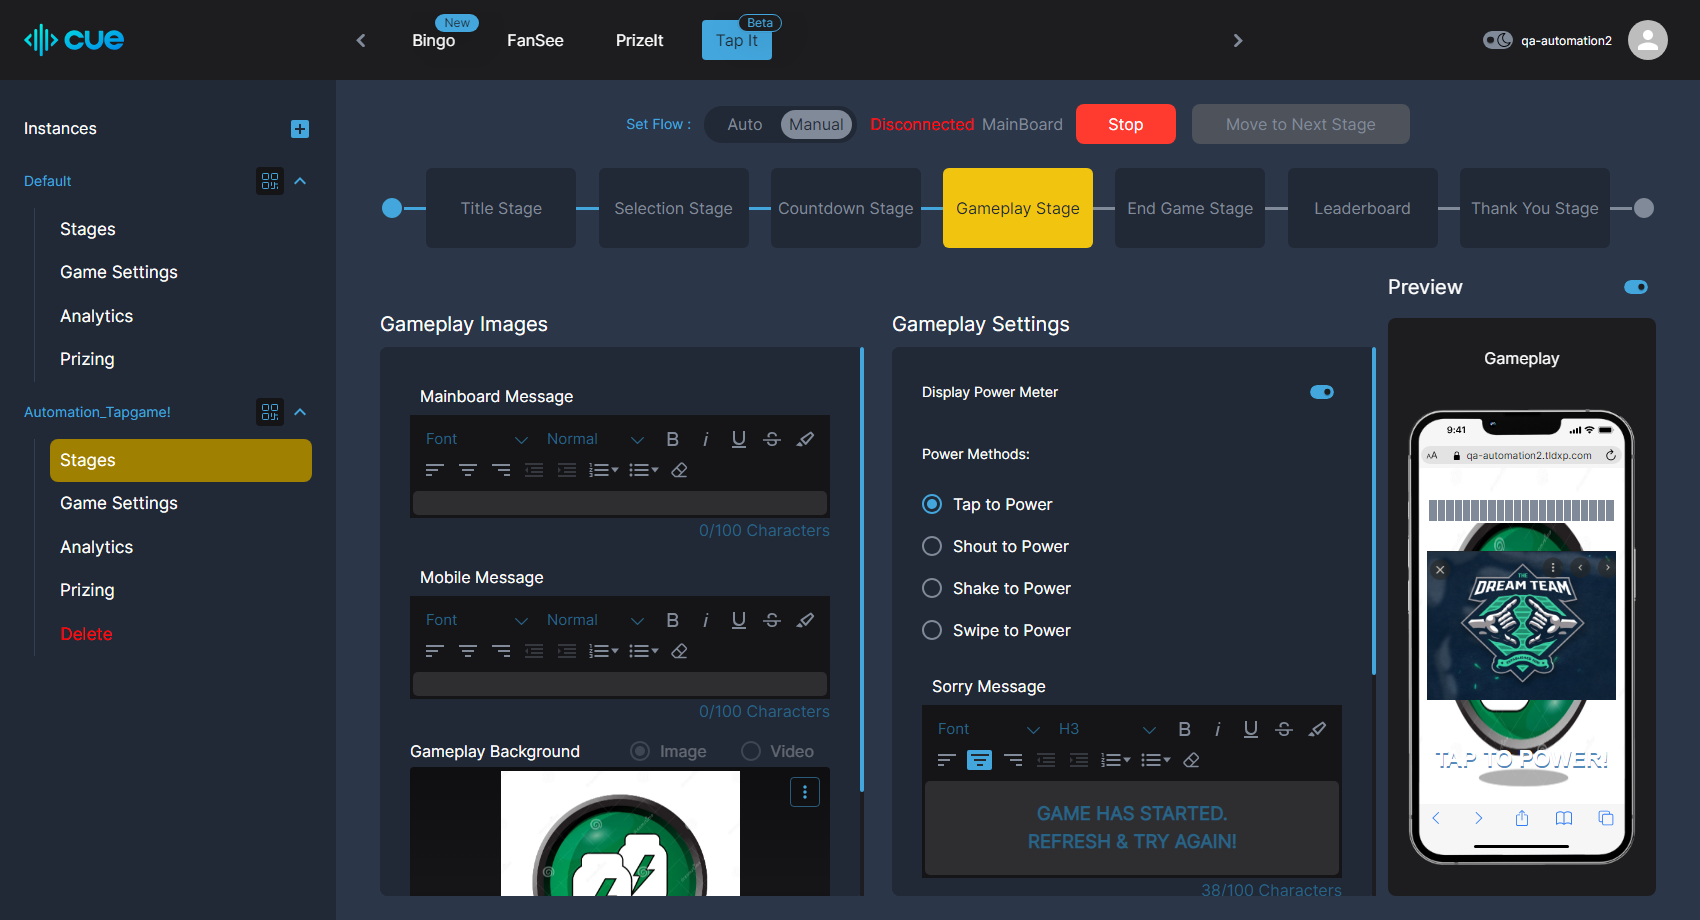 cue
New
Bingo
FanSee
PrizeIt
Beta
Tap It
qa-automation2
Instances
Default
Stages
Game Settings
Analytics
Prizing
Automation_Tapgame!
Stages
Game Settings
Analytics
Prizing
Delete
Set Flow :
Auto
Manual
Disconnected MainBoard
Stop
Move to Next Stage
Title Stage
Selection Stage
Countdown Stage
Gameplay Stage
End Game Stage
Leaderboard
Thank You Stage
Gameplay Images
Mainboard Message
Font
Normal
0/100 Characters
Mobile Message
Font
Normal
0/100 Characters
Gameplay Background
Image
Video
Gameplay Settings
Display Power Meter
Power Methods:
Tap to Power
Shout to Power
Shake to Power
Swipe to Power
Sorry Message
Font
H3
GAME HAS STARTED.
REFRESH & TRY AGAIN!
38/100 Characters
Preview
Gameplay
9:41
AA
qa-automation2.tldxp.com
THE
DREAM TEAM
TAP TO POWER!